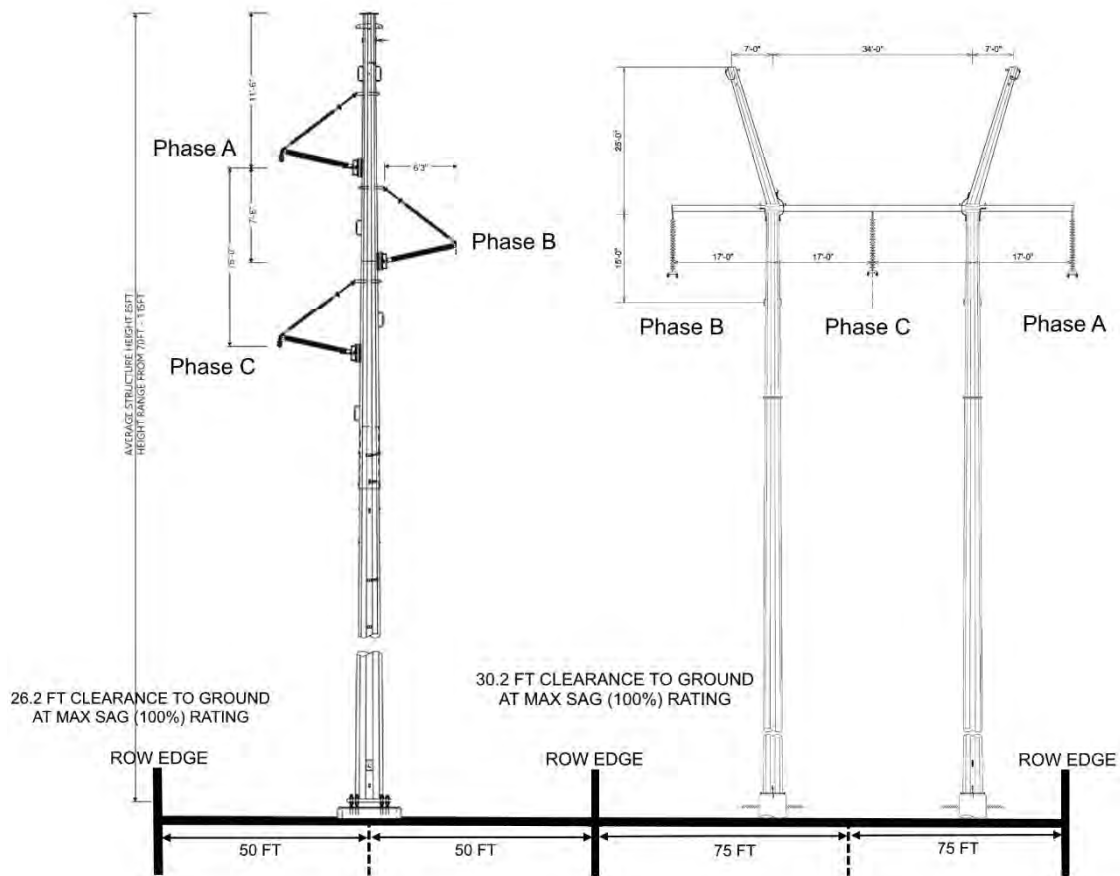 7'-0"
34'-0"
7'-0"
11'-6"
25'-0"
Phase A
6'3"
7'-6"
Phase B
15'-0"
15'-0"
17'-0"
17'-0"
17'-0"
Phase B
Phase C
Phase A
Phase C
AVERAGE STRUCTURE HEIGHT 85FT
HEIGHT RANGE FROM 70FT - 115FT
30.2 FT CLEARANCE TO GROUND
AT MAX SAG (100%) RATING
26.2 FT CLEARANCE TO GROUND
AT MAX SAG (100%) RATING
ROW EDGE
ROW EDGE
ROW EDGE
50 FT
50 FT
75 FT
75 FT